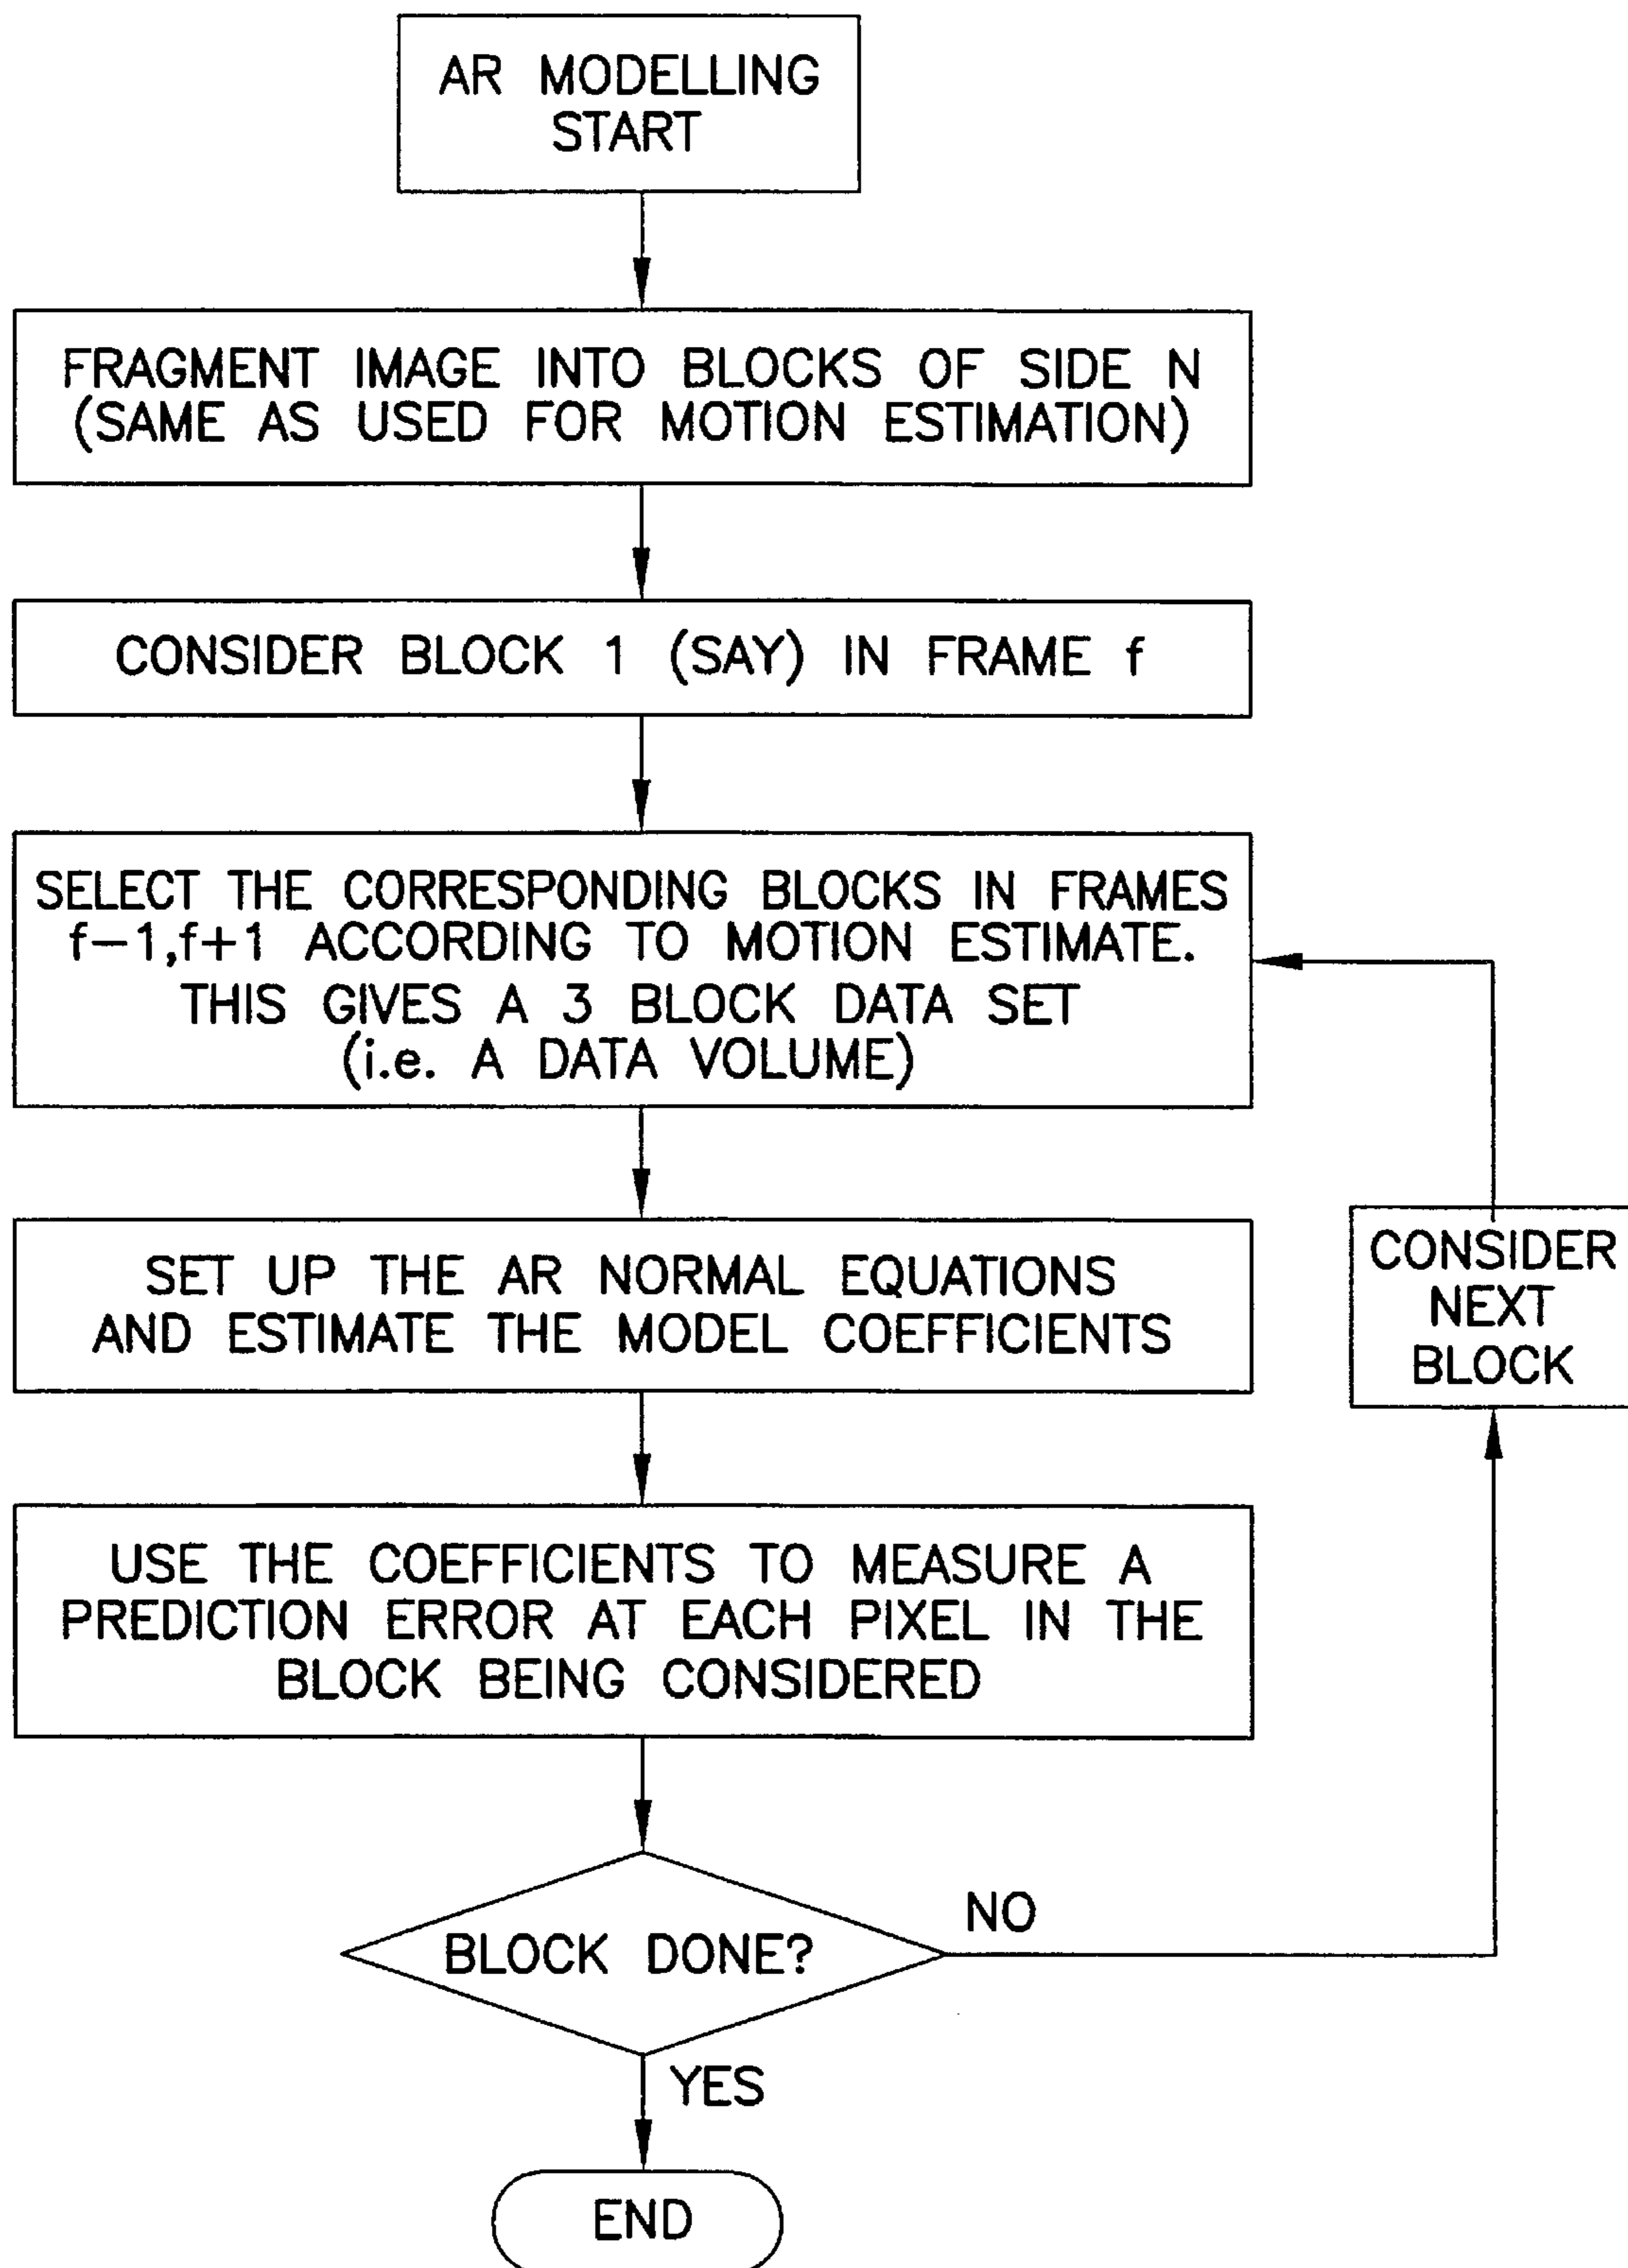 AR MODELLING
START
FRAGMENT IMAGE INTO BLOCKS OF SIDE N
(SAME AS USED FOR MOTION ESTIMATION)
CONSIDER BLOCK 1 (SAY) IN FRAME f
SELECT THE CORRESPONDING BLOCKS IN FRAMES
f−1,f+1 ACCORDING TO MOTION ESTIMATE.
THIS GIVES A 3 BLOCK DATA SET
(i.e. A DATA VOLUME)
SET UP THE AR NORMAL EQUATIONS
AND ESTIMATE THE MODEL COEFFICIENTS
CONSIDER
NEXT
BLOCK
USE THE COEFFICIENTS TO MEASURE A
PREDICTION ERROR AT EACH PIXEL IN THE
BLOCK BEING CONSIDERED
BLOCK DONE?
NO
YES
END